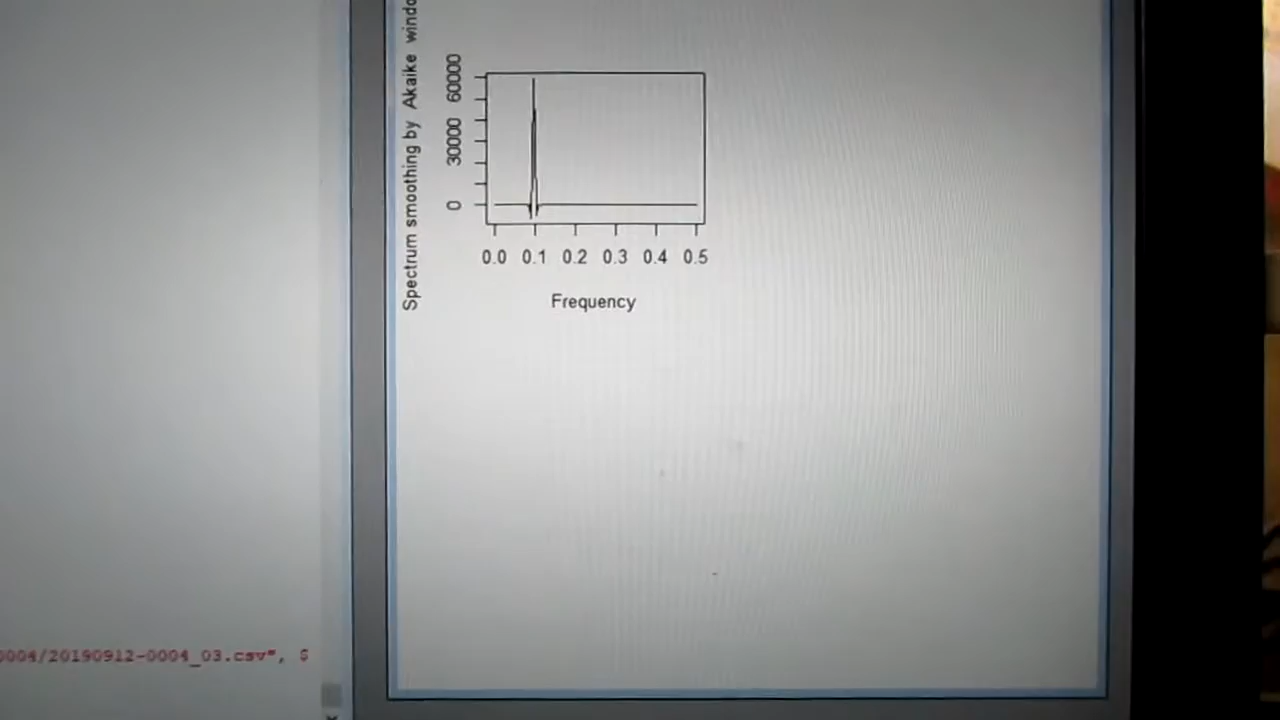 Spectrum smoothing by Akaike
60000
30000
0
0.0 0.1 0.2 0.3 0.4 0.5
Frequency
0004/20190912-0004_03.csv", $